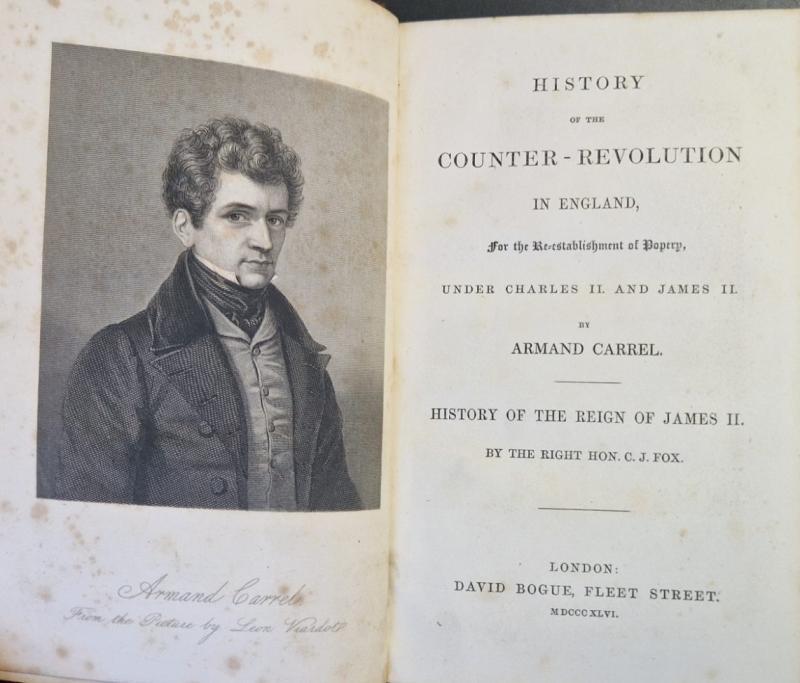 Armand Carrel
From the Picture by Leon Viardot
HISTORY
OF THE
COUNTER-REVOLUTION
IN ENGLAND,
For the Re-establishment of Popery,
UNDER CHARLES II. AND JAMES II.
BY
ARMAND CARREL.
HISTORY OF THE REIGN OF JAMES II.
BY THE RIGHT HON. C. J. FOX.
LONDON:
DAVID BOGUE, FLEET STREET.
MDCCCXLVI.